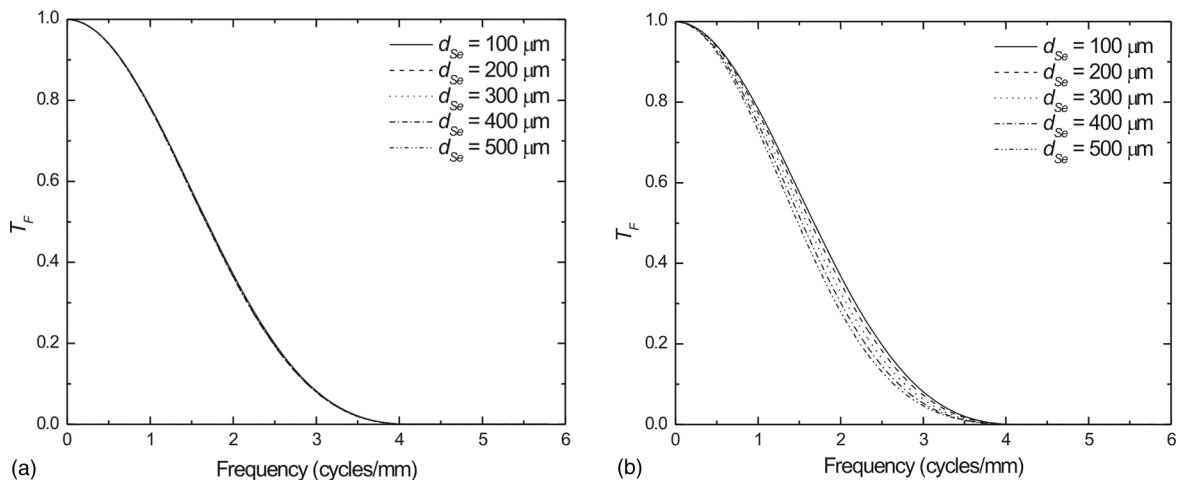 1.0
0.8
0.6
0.4
0.2
0.0
T_F
0 1 2 3 4 5 6
Frequency (cycles/mm)
d_Se = 100 μm
d_Se = 200 μm
d_Se = 300 μm
d_Se = 400 μm
d_Se = 500 μm
(a)
1.0
0.8
0.6
0.4
0.2
0.0
T_F
0 1 2 3 4 5 6
Frequency (cycles/mm)
d_Se = 100 μm
d_Se = 200 μm
d_Se = 300 μm
d_Se = 400 μm
d_Se = 500 μm
(b)